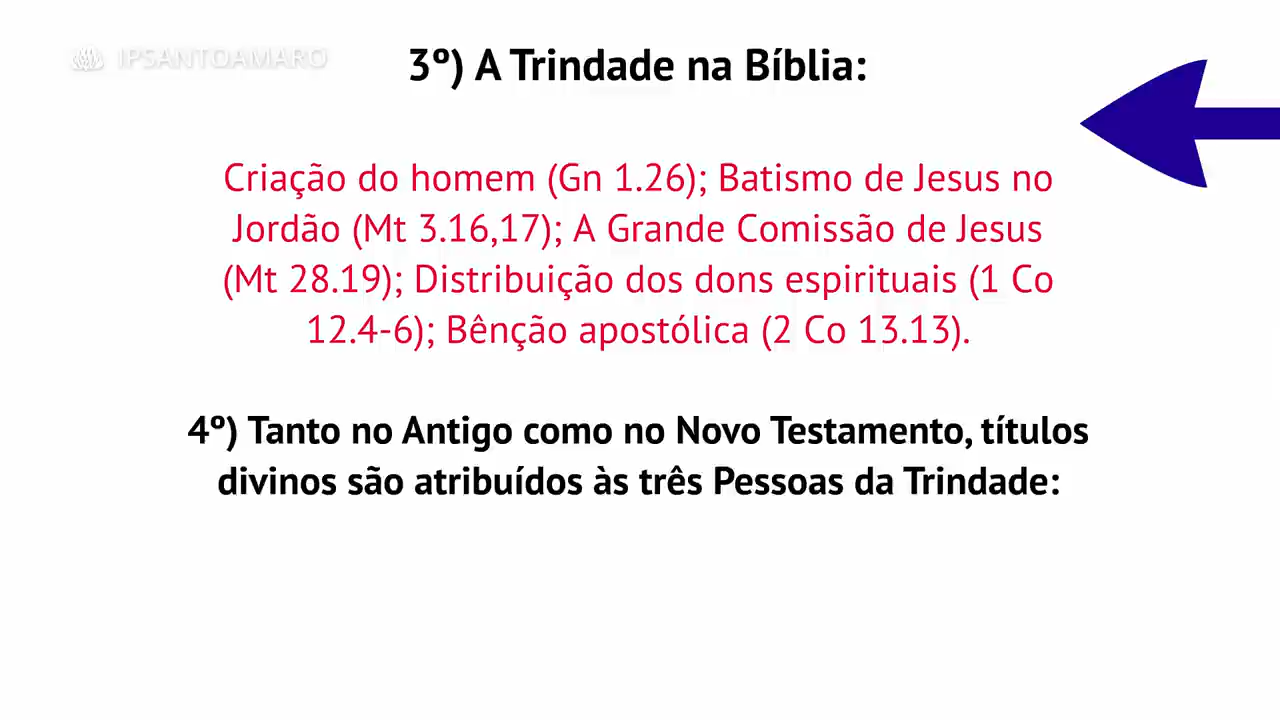 IPSANTOAMARO
3º) A Trindade na Bíblia:
Criação do homem (Gn 1.26); Batismo de Jesus no
Jordão (Mt 3.16,17); A Grande Comissão de Jesus
(Mt 28.19); Distribuição dos dons espirituais (1 Co
12.4-6); Bênção apostólica (2 Co 13.13).
4º) Tanto no Antigo como no Novo Testamento, títulos
divinos são atribuídos às três Pessoas da Trindade: